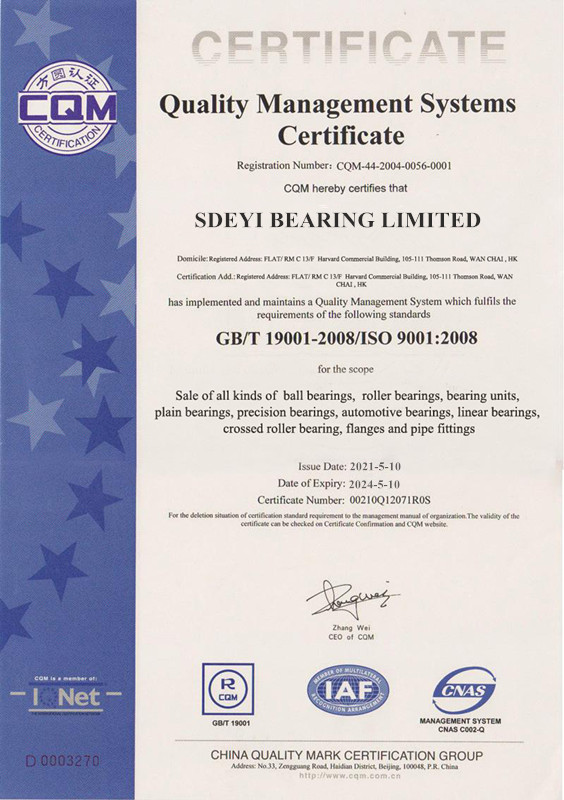 CERTIFICATE
方圆认证
CQM
CERTIFICATION
Quality Management Systems
Certificate
Registration Number: CQM-44-2004-0056-0001
CQM hereby certifies that
SDEYI BEARING LIMITED
Domicile: Registered Address: FLAT/ RM C 13/F Harvard Commercial Building, 105-111 Thomson Road, WAN CHAI , HK
Certification Add.: Registered Address: FLAT/ RM C 13/F Harvard Commercial Building, 105-111 Thomson Road, WAN
CHAI , HK
has implemented and maintains a Quality Management System which fulfils the
requirements of the following standards
GB/T 19001-2008/ISO 9001:2008
for the scope
Sale of all kinds of ball bearings, roller bearings, bearing units,
plain bearings, precision bearings, automotive bearings, linear bearings,
crossed roller bearing, flanges and pipe fittings
Issue Date: 2021-5-10
Date of Expiry: 2024-5-10
Certificate Number: 00210Q12071R0S
For the deletion situation of certification standard requirement to the management manual of organization.The validity of the
certificate can be checked on Certificate Confirmation and CQM website.
Zhang Wei
Zhang Wei
CEO of CQM
CQM is a member of:
IQNet
R
CQM
GB/T 19001
MEMBER OF MULTILATERAL
IAF
RECOGNITION ARRANGEMENT
CNAS
MANAGEMENT SYSTEM
CNAS C002-Q
D 0003270
CHINA QUALITY MARK CERTIFICATION GROUP
Address: No.33, Zengguang Road, Haidian District, Beijing, 100048, P.R. China
http://www.cqm.com.cn